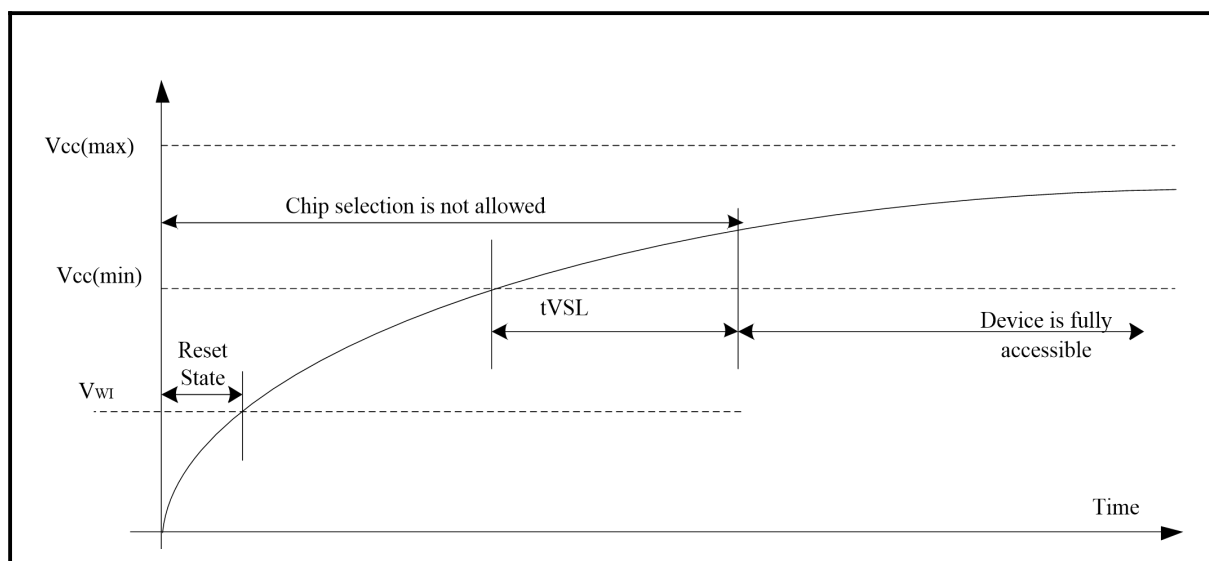 Vcc(max)
Chip selection is not allowed
Vcc(min)
tVSL
Device is fully
accessible
Reset
State
VWI
Time